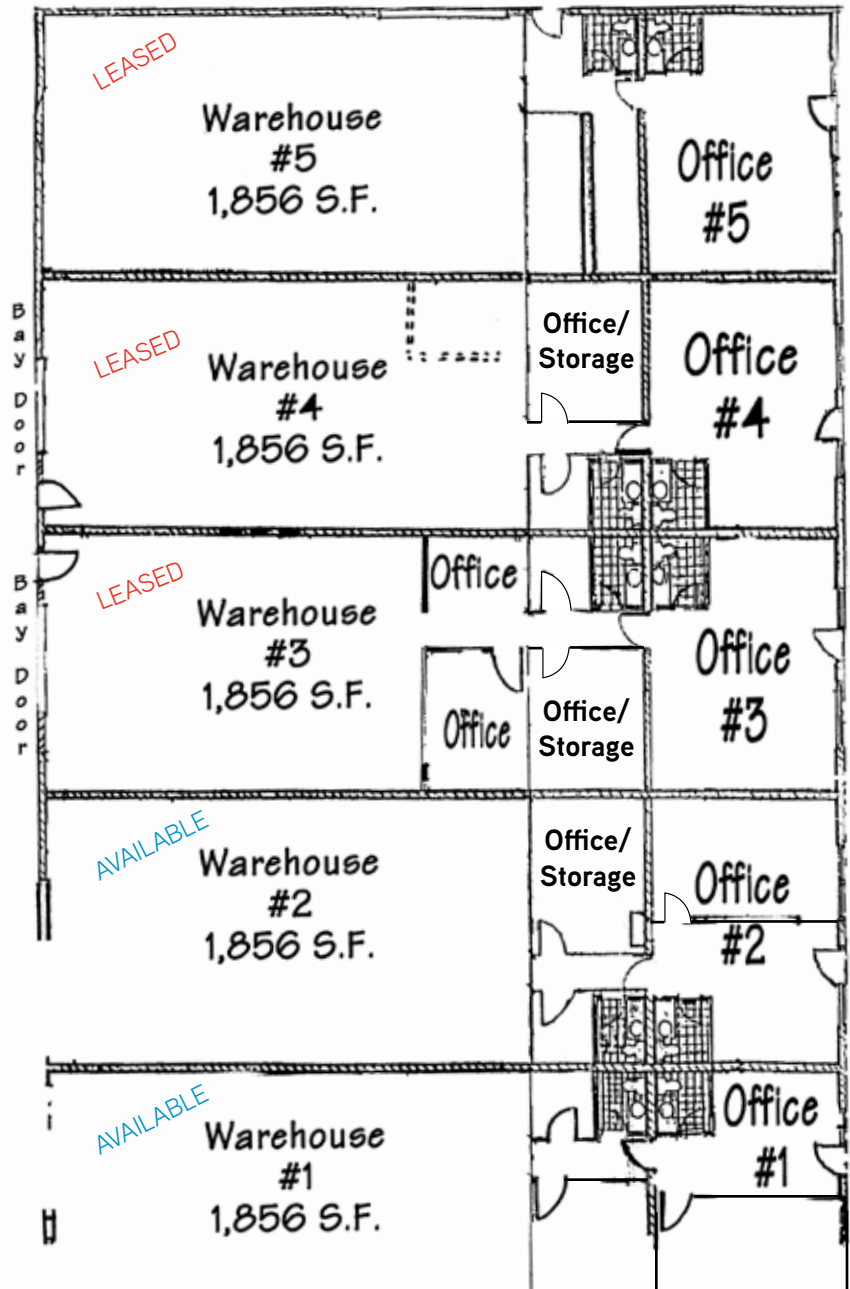 LEASED
Warehouse
#5
1,856 S.F.
Office
#5
Bay Door
LEASED
Warehouse
#4
1,856 S.F.
Office/
Storage
Office
#4
Bay Door
LEASED
Warehouse
#3
1,856 S.F.
Office
Office
Office/
Storage
Office
#3
AVAILABLE
Warehouse
#2
1,856 S.F.
Office/
Storage
Office
#2
AVAILABLE
Warehouse
#1
1,856 S.F.
Office
#1